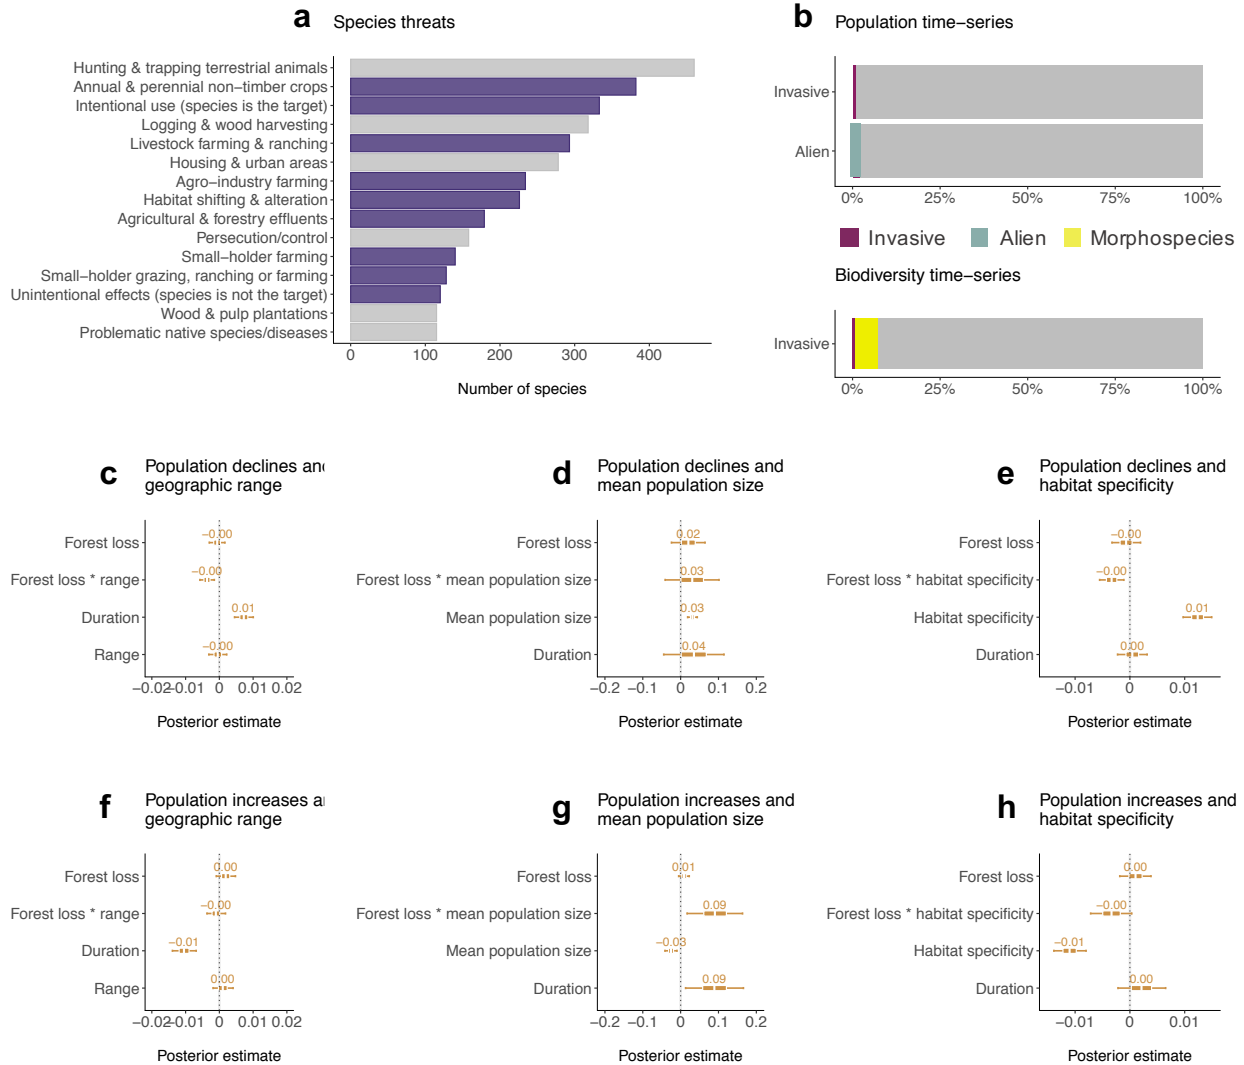 a Species threats
Hunting & trapping terrestrial animals
Annual & perennial non−timber crops
Intentional use (species is the target)
Logging & wood harvesting
Livestock farming & ranching
Housing & urban areas
Agro−industry farming
Habitat shifting & alteration
Agricultural & forestry effluents
Persecution/control
Small−holder farming
Small−holder grazing, ranching or farming
Unintentional effects (species is not the target)
Wood & pulp plantations
Problematic native species/diseases
0 100 200 300 400
Number of species
b Population time−series
Invasive
Alien
0% 25% 50% 75% 100%
Invasive Alien Morphospecies
Biodiversity time−series
Invasive
0% 25% 50% 75% 100%
c Population declines and
geographic range
Forest loss −0.00
Forest loss * range −0.00
Duration 0.01
Range −0.00
−0.02 −0.01 0 0.01 0.02
Posterior estimate
d Population declines and
mean population size
Forest loss 0.02
Forest loss * mean population size 0.03
Mean population size 0.03
Duration 0.04
−0.2 −0.1 0 0.1 0.2
Posterior estimate
e Population declines and
habitat specificity
Forest loss −0.00
Forest loss * habitat specificity −0.00
Habitat specificity 0.01
Duration 0.00
−0.01 0 0.01
Posterior estimate
f Population increases a
geographic range
Forest loss 0.00
Forest loss * range −0.00
Duration −0.01
Range 0.00
−0.02 −0.01 0 0.01 0.02
Posterior estimate
g Population increases and
mean population size
Forest loss 0.01
Forest loss * mean population size 0.09
Mean population size −0.03
Duration 0.09
−0.2 −0.1 0 0.1 0.2
Posterior estimate
h Population increases and
habitat specificity
Forest loss 0.00
Forest loss * habitat specificity −0.00
Habitat specificity −0.01
Duration 0.00
−0.01 0 0.01
Posterior estimate